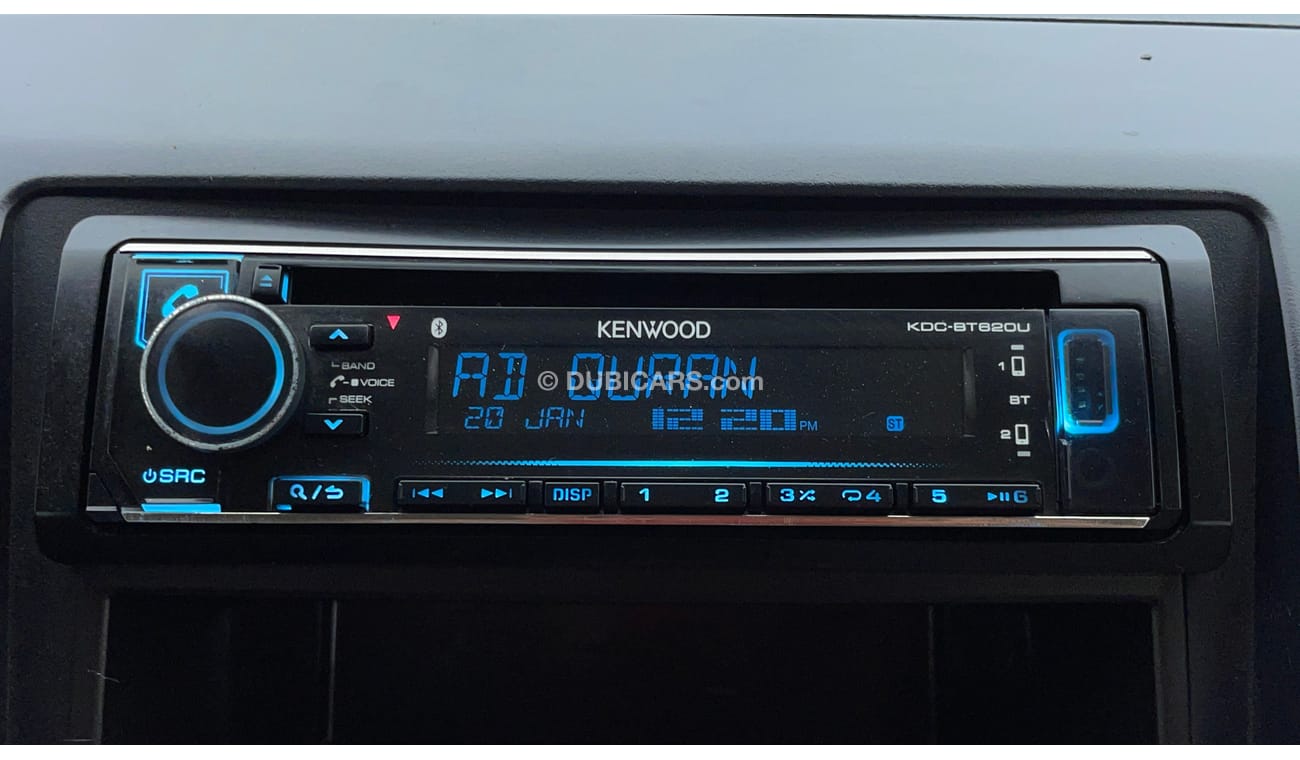 KENWOOD
KDC-BT620U
BAND
VOICE
SEEK
AD QURAN
© DUBICARS.com
20 JAN 12 20 PM
ST
1
BT
2
SRC
Q/
DISP
1
2
3
4
5
6